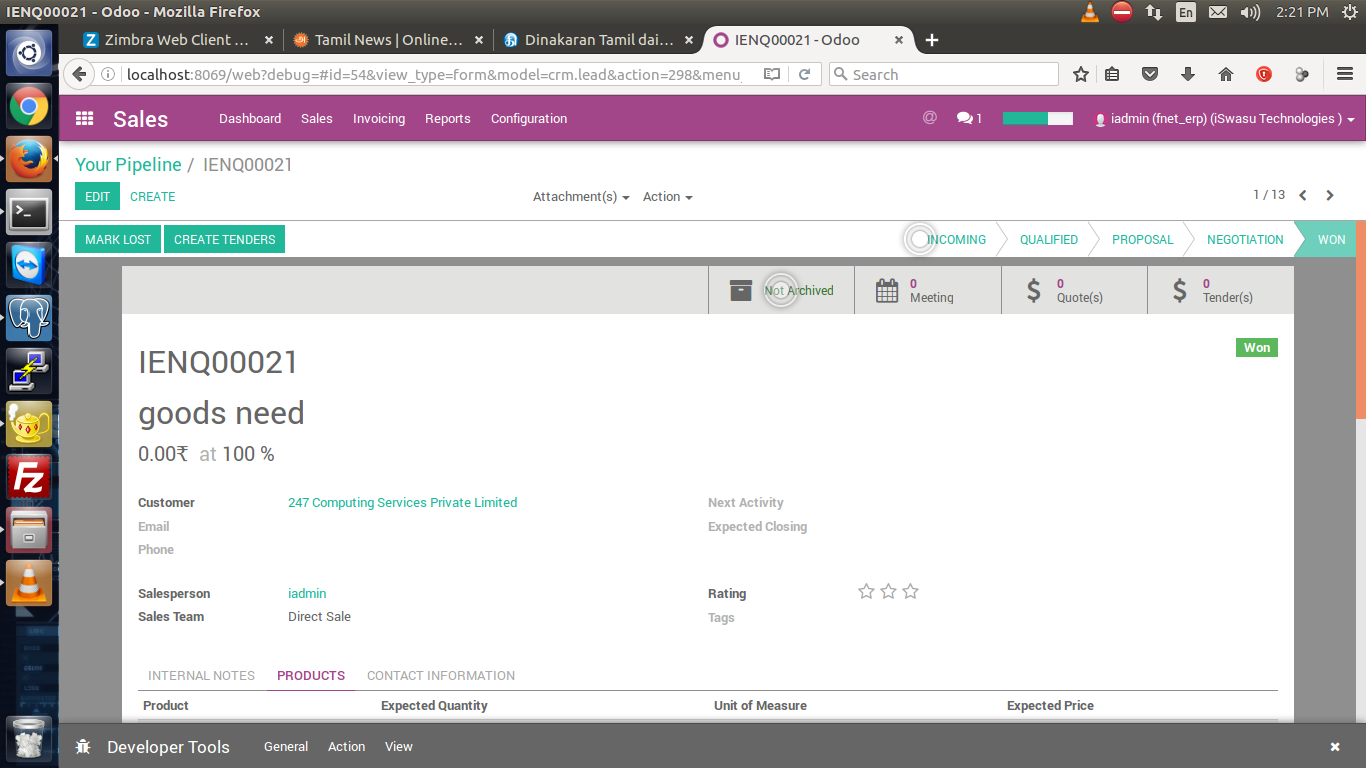 IENQ00021 - Odoo - Mozilla Firefox
En
2:21 PM
Zimbra Web Client ...
Tamil News | Online...
Dinakaran Tamil dai...
IENQ00021 - Odoo
localhost:8069/web?debug=#id=54&view_type=form&model=crm.lead&action=298&menu_
Search
Sales
Dashboard
Sales
Invoicing
Reports
Configuration
@
1
iadmin (fnet_erp) (iSwasu Technologies )
Your Pipeline / IENQ00021
EDIT
CREATE
Attachment(s)
Action
1 / 13
MARK LOST
CREATE TENDERS
INCOMING
QUALIFIED
PROPOSAL
NEGOTIATION
WON
Not Archived
0
Meeting
0
Quote(s)
0
Tender(s)
IENQ00021
Won
goods need
0.00₹ at 100 %
Customer
247 Computing Services Private Limited
Next Activity
Email
Expected Closing
Phone
Salesperson
iadmin
Rating
Sales Team
Direct Sale
Tags
INTERNAL NOTES
PRODUCTS
CONTACT INFORMATION
Product
Expected Quantity
Unit of Measure
Expected Price
Developer Tools
General
Action
View